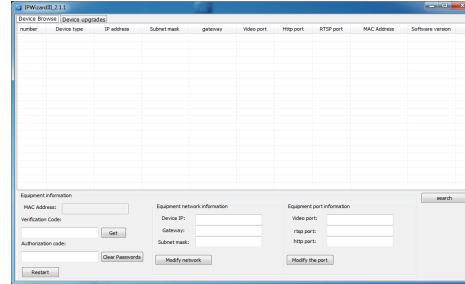 IPWizardIII_2.1.1
Device Browse Device upgrades
number Device type IP address Subnet mask gateway Video port Http port RTSP port MAC Address Software version
search
Equipment information
MAC Address:
Verification Code:
Get
Authorization code:
Clear Passwords
Restart
Equipment network information
Device IP:
Gateway:
Subnet mask:
Modify network
Equipment port information
Video port:
rtsp port:
http port:
Modify the port